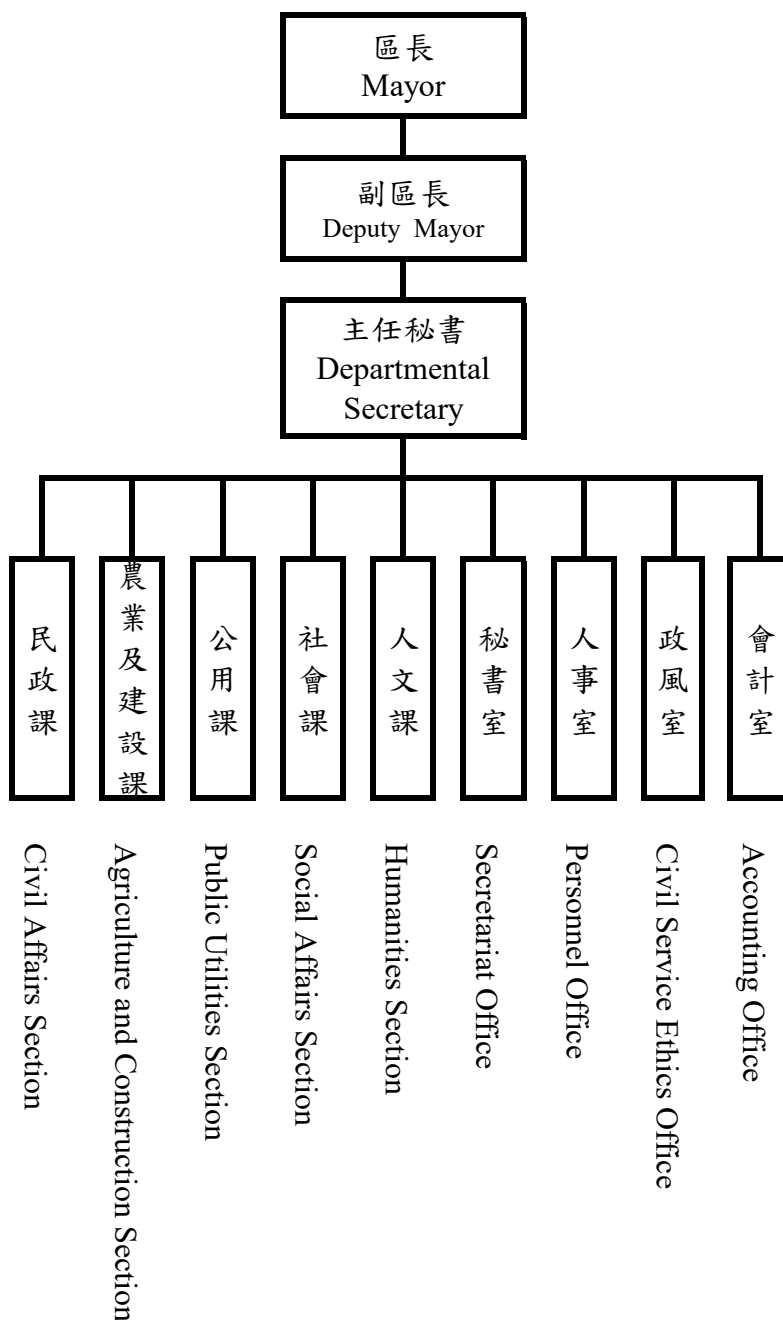 區長
Mayor
副區長
Deputy Mayor
主任秘書
Departmental
Secretary
民政課
農業及建設課
公用課
社會課
人文課
秘書室
人事室
政風室
會計室
Civil Affairs Section
Agriculture and Construction Section
Public Utilities Section
Social Affairs Section
Humanities Section
Secretariat Office
Personnel Office
Civil Service Ethics Office
Accounting Office